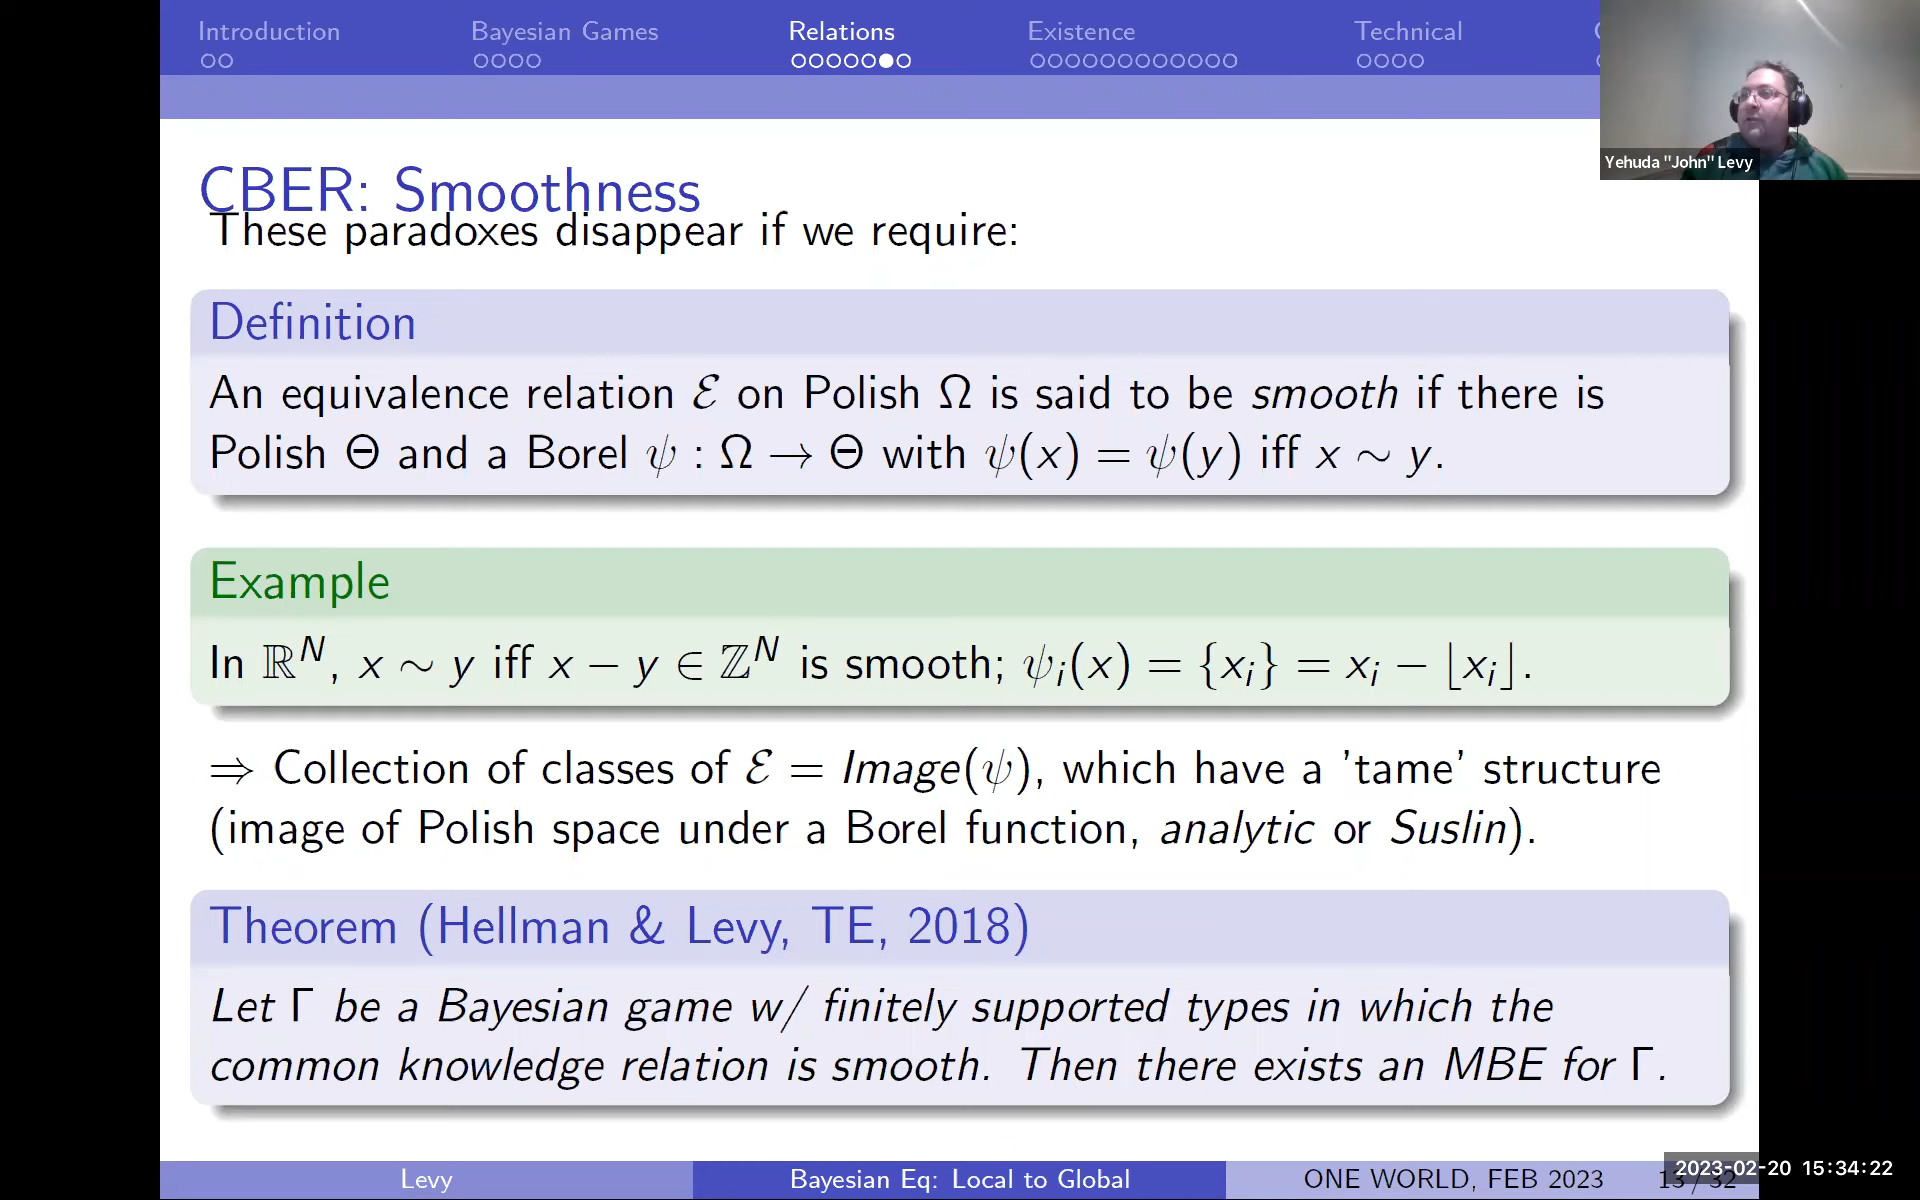 Introduction Bayesian Games Relations Existence Technical
Yehuda "John" Levy
CBER: Smoothness
These paradoxes disappear if we require:
Definition
An equivalence relation ℰ on Polish Ω is said to be smooth if there is
Polish Θ and a Borel ψ : Ω → Θ with ψ(x) = ψ(y) iff x ∼ y.
Example
In ℝ^N, x ∼ y iff x − y ∈ ℤ^N is smooth; ψ_i(x) = {x_i} = x_i − ⌊x_i⌋.
⇒ Collection of classes of ℰ = Image(ψ), which have a 'tame' structure
(image of Polish space under a Borel function, analytic or Suslin).
Theorem (Hellman & Levy, TE, 2018)
Let Γ be a Bayesian game w/ finitely supported types in which the
common knowledge relation is smooth. Then there exists an MBE for Γ.
Levy Bayesian Eq: Local to Global ONE WORLD, FEB 2023 13 / 32
2023-02-20 15:34:22